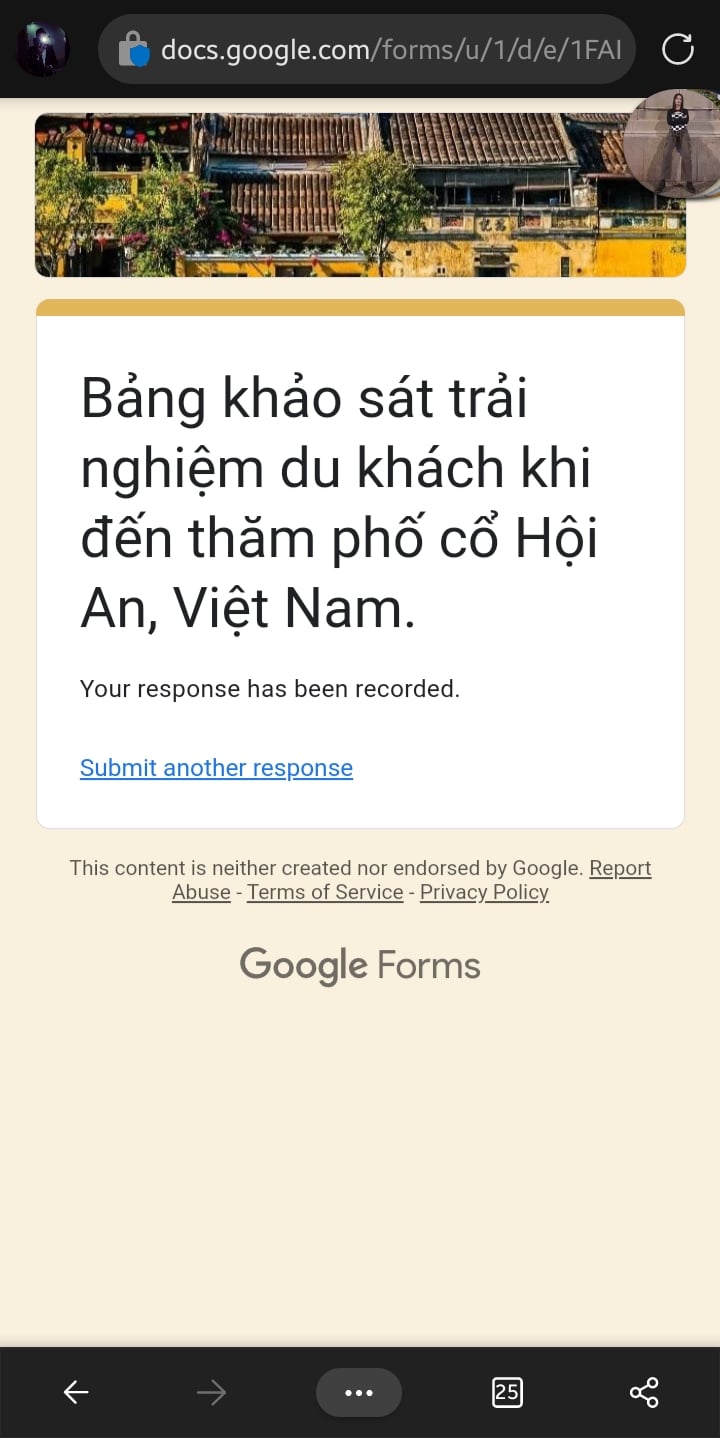 docs.google.com/forms/u/1/d/e/1FAI
Bảng khảo sát trải
nghiệm du khách khi
đến thăm phố cổ Hội
An, Việt Nam.
Your response has been recorded.
Submit another response
This content is neither created nor endorsed by Google. Report
Abuse - Terms of Service - Privacy Policy
Google Forms
25